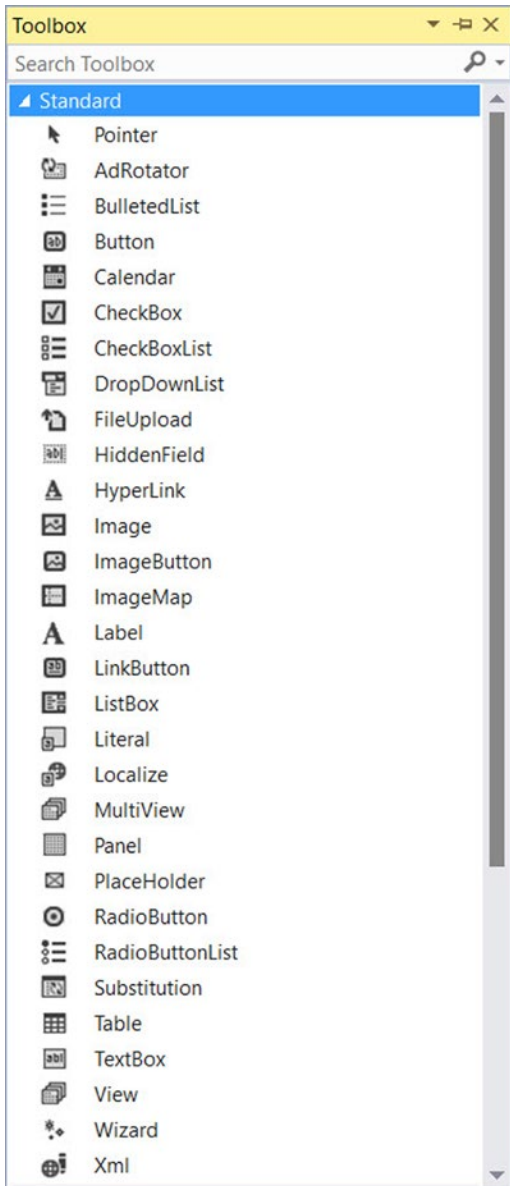 Toolbox
Search Toolbox
Standard
Pointer
AdRotator
BulletedList
Button
Calendar
CheckBox
CheckBoxList
DropDownList
FileUpload
HiddenField
HyperLink
Image
ImageButton
ImageMap
Label
LinkButton
ListBox
Literal
Localize
MultiView
Panel
PlaceHolder
RadioButton
RadioButtonList
Substitution
Table
TextBox
View
Wizard
Xml